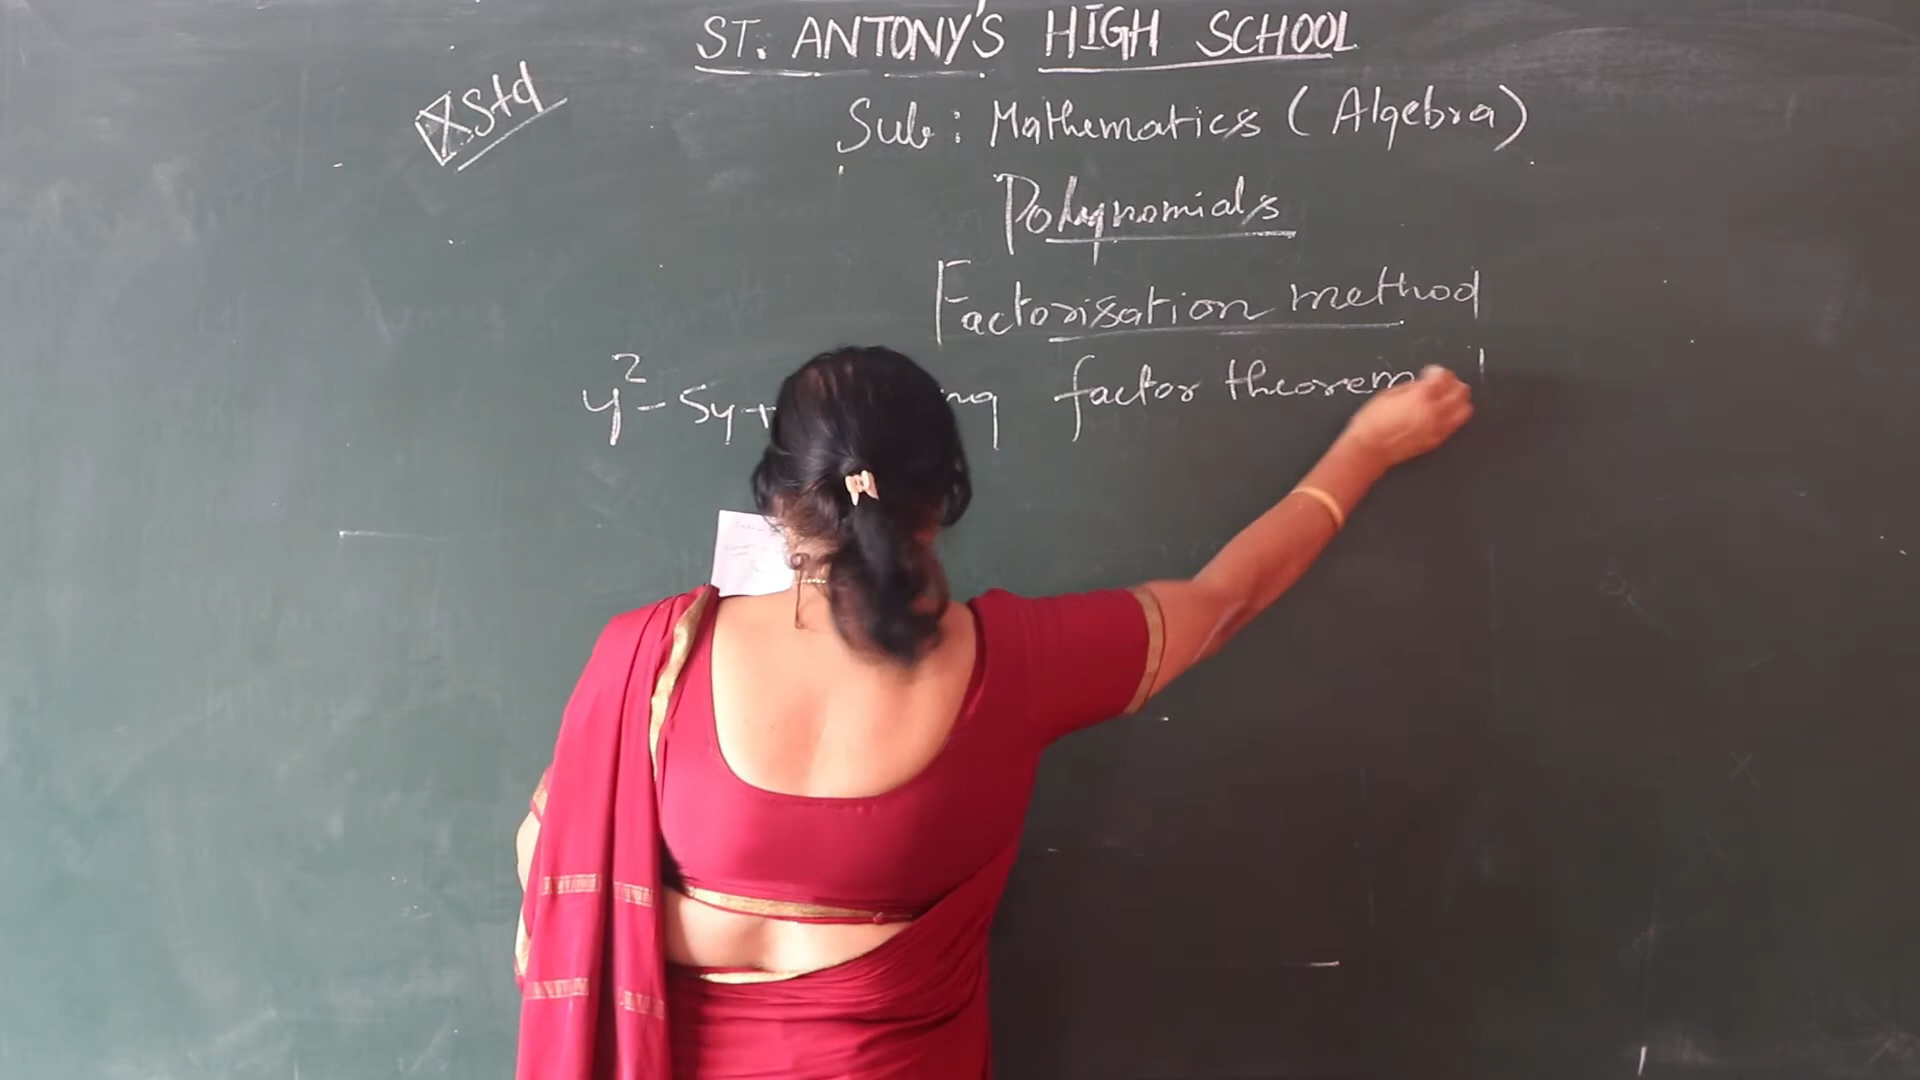 ST. ANTONY'S HIGH SCHOOL
IX Std
Sub : Mathematics (Algebra)
Polynomials
Factorisation method
y² - 5y + factor theorem